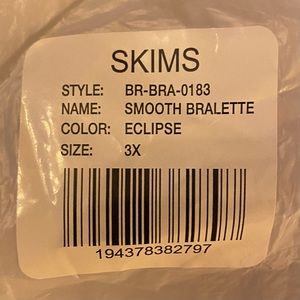 SKIMS
STYLE: BR-BRA-0183
NAME: SMOOTH BRALETTE
COLOR: ECLIPSE
SIZE: 3X
194378382797